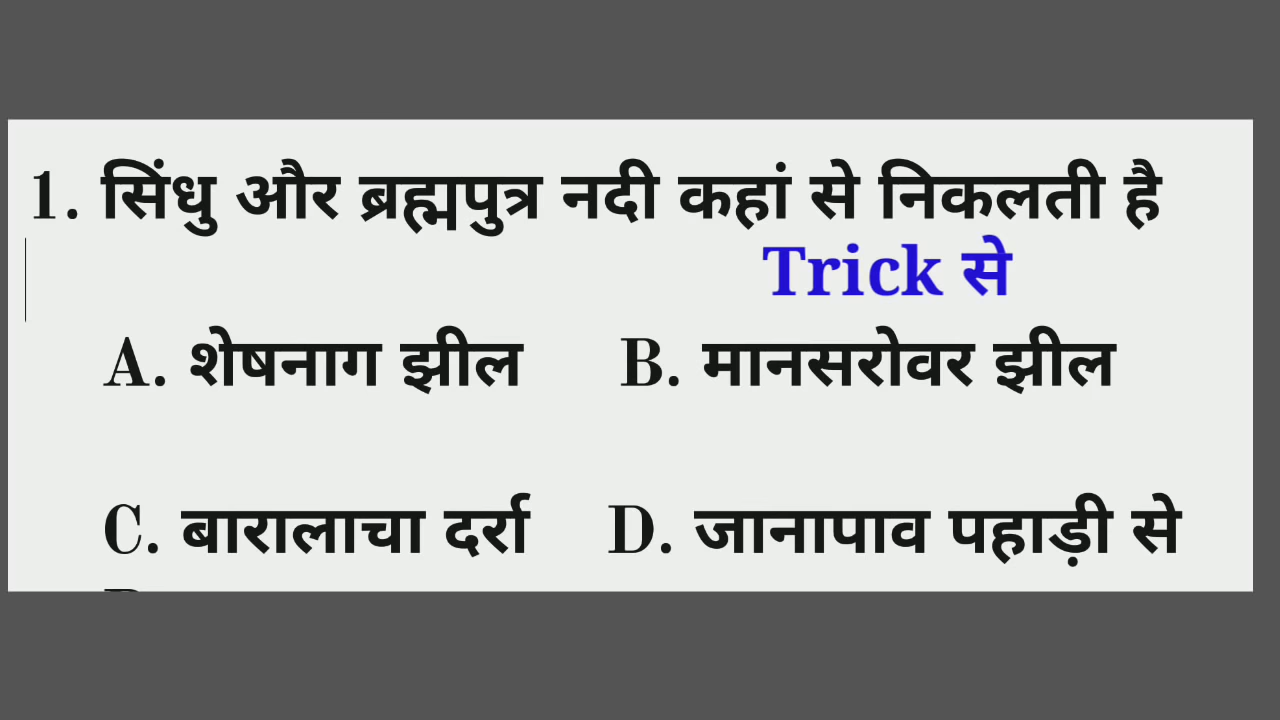 1. सिंधु और ब्रह्मपुत्र नदी कहां से निकलती है
Trick से
A. शेषनाग झील B. मानसरोवर झील
C. बारालाचा दर्रा D. जानापाव पहाड़ी से